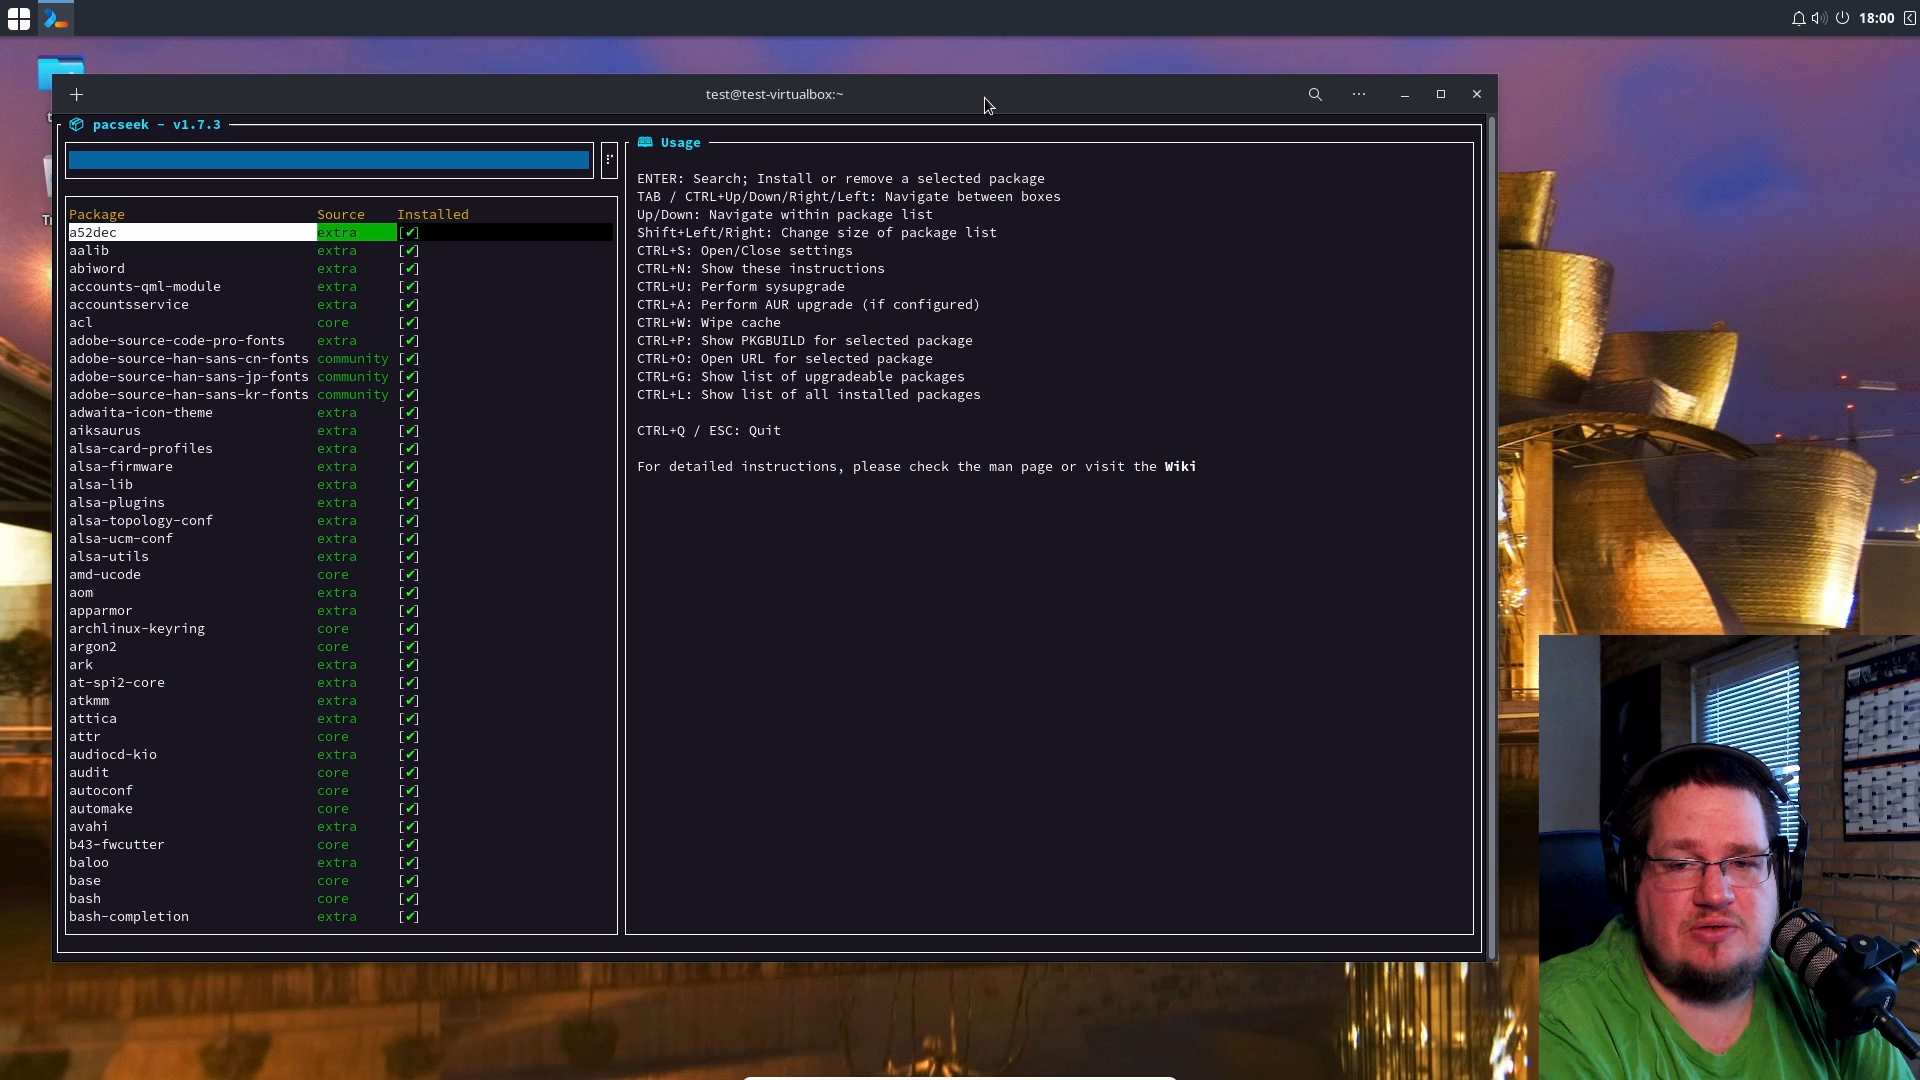 18:00
test@test-virtualbox:~
pacseek - v1.7.3
Usage
ENTER: Search; Install or remove a selected package
TAB / CTRL+Up/Down/Right/Left: Navigate between boxes
Up/Down: Navigate within package list
Shift+Left/Right: Change size of package list
CTRL+S: Open/Close settings
CTRL+N: Show these instructions
CTRL+U: Perform sysupgrade
CTRL+A: Perform AUR upgrade (if configured)
CTRL+W: Wipe cache
CTRL+P: Show PKGBUILD for selected package
CTRL+O: Open URL for selected package
CTRL+G: Show list of upgradeable packages
CTRL+L: Show list of all installed packages
CTRL+Q / ESC: Quit
For detailed instructions, please check the man page or visit the Wiki
Package Source Installed
a52dec extra [✔]
aalib extra [✔]
abiword extra [✔]
accounts-qml-module extra [✔]
accountsservice extra [✔]
acl core [✔]
adobe-source-code-pro-fonts extra [✔]
adobe-source-han-sans-cn-fonts community [✔]
adobe-source-han-sans-jp-fonts community [✔]
adobe-source-han-sans-kr-fonts community [✔]
adwaita-icon-theme extra [✔]
aiksaurus extra [✔]
alsa-card-profiles extra [✔]
alsa-firmware extra [✔]
alsa-lib extra [✔]
alsa-plugins extra [✔]
alsa-topology-conf extra [✔]
alsa-ucm-conf extra [✔]
alsa-utils extra [✔]
amd-ucode core [✔]
aom extra [✔]
apparmor extra [✔]
archlinux-keyring core [✔]
argon2 core [✔]
ark extra [✔]
at-spi2-core extra [✔]
atkmm extra [✔]
attica extra [✔]
attr core [✔]
audiocd-kio extra [✔]
audit core [✔]
autoconf core [✔]
automake core [✔]
avahi extra [✔]
b43-fwcutter core [✔]
baloo extra [✔]
base core [✔]
bash core [✔]
bash-completion extra [✔]